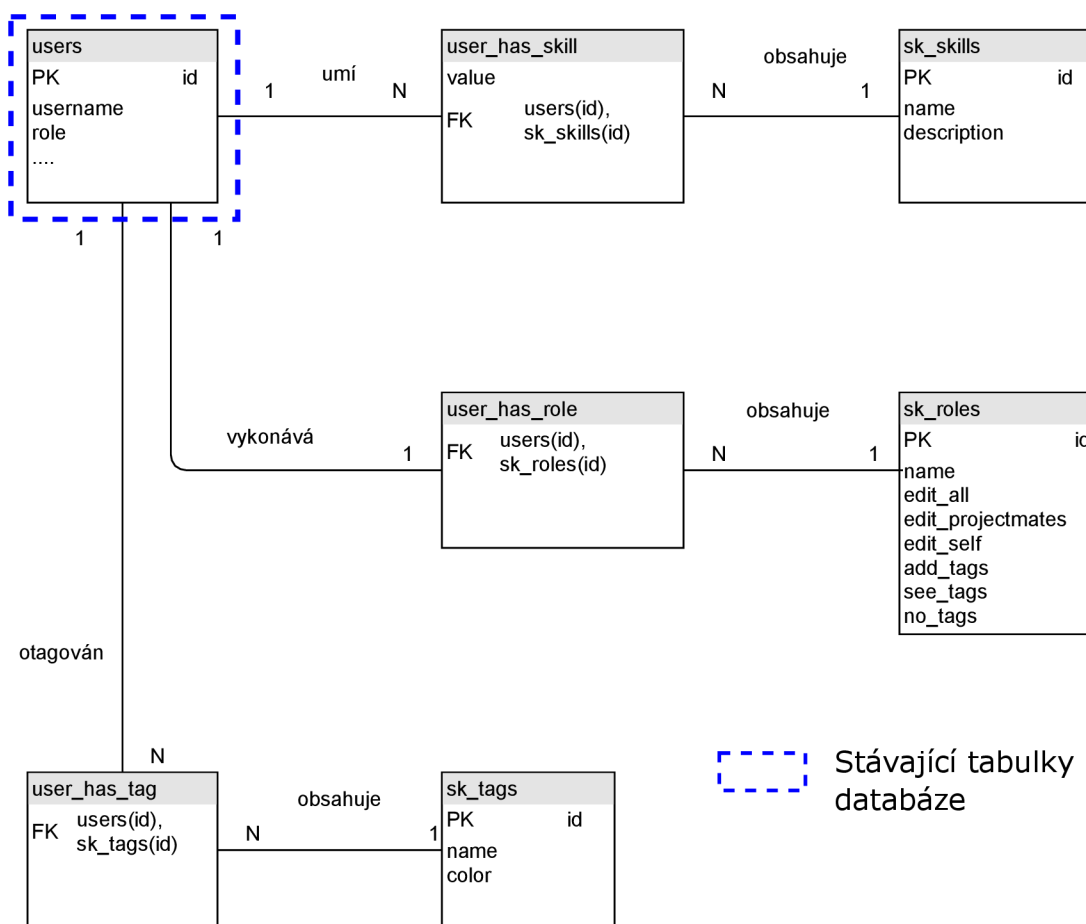 users
PK id
username
role
....
umí
1 N
user_has_skill
value
FK users(id),
sk_skills(id)
obsahuje
N 1
sk_skills
PK id
name
description
1 1
vykonává
1
user_has_role
FK users(id),
sk_roles(id)
obsahuje
N 1
sk_roles
PK id
name
edit_all
edit_projectmates
edit_self
add_tags
see_tags
no_tags
otagován
N
user_has_tag
FK users(id),
sk_tags(id)
obsahuje
N 1
sk_tags
PK id
name
color
Stávající tabulky
databáze